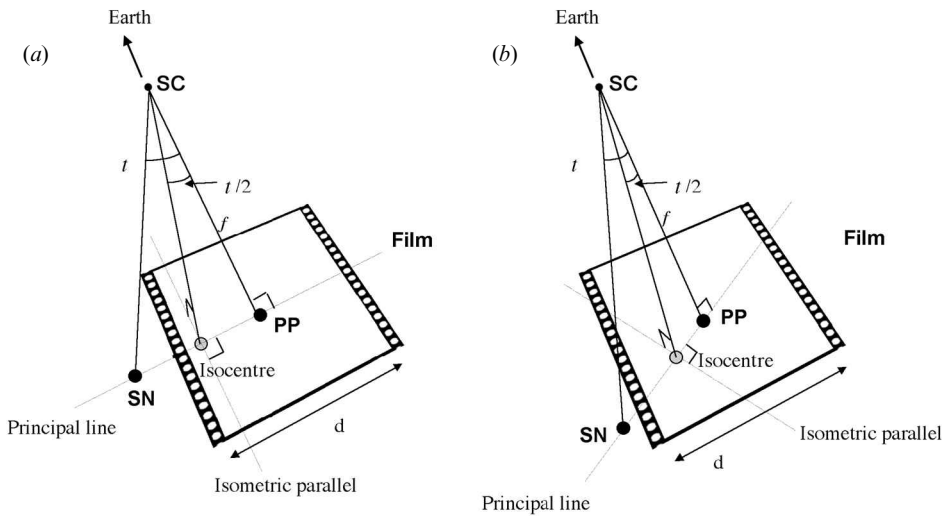 (a)
Earth
SC
t
t/2
f
Film
PP
Isocentre
SN
Principal line
d
Isometric parallel
(b)
Earth
SC
t
t/2
f
Film
PP
Isocentre
SN
Isometric parallel
d
Principal line